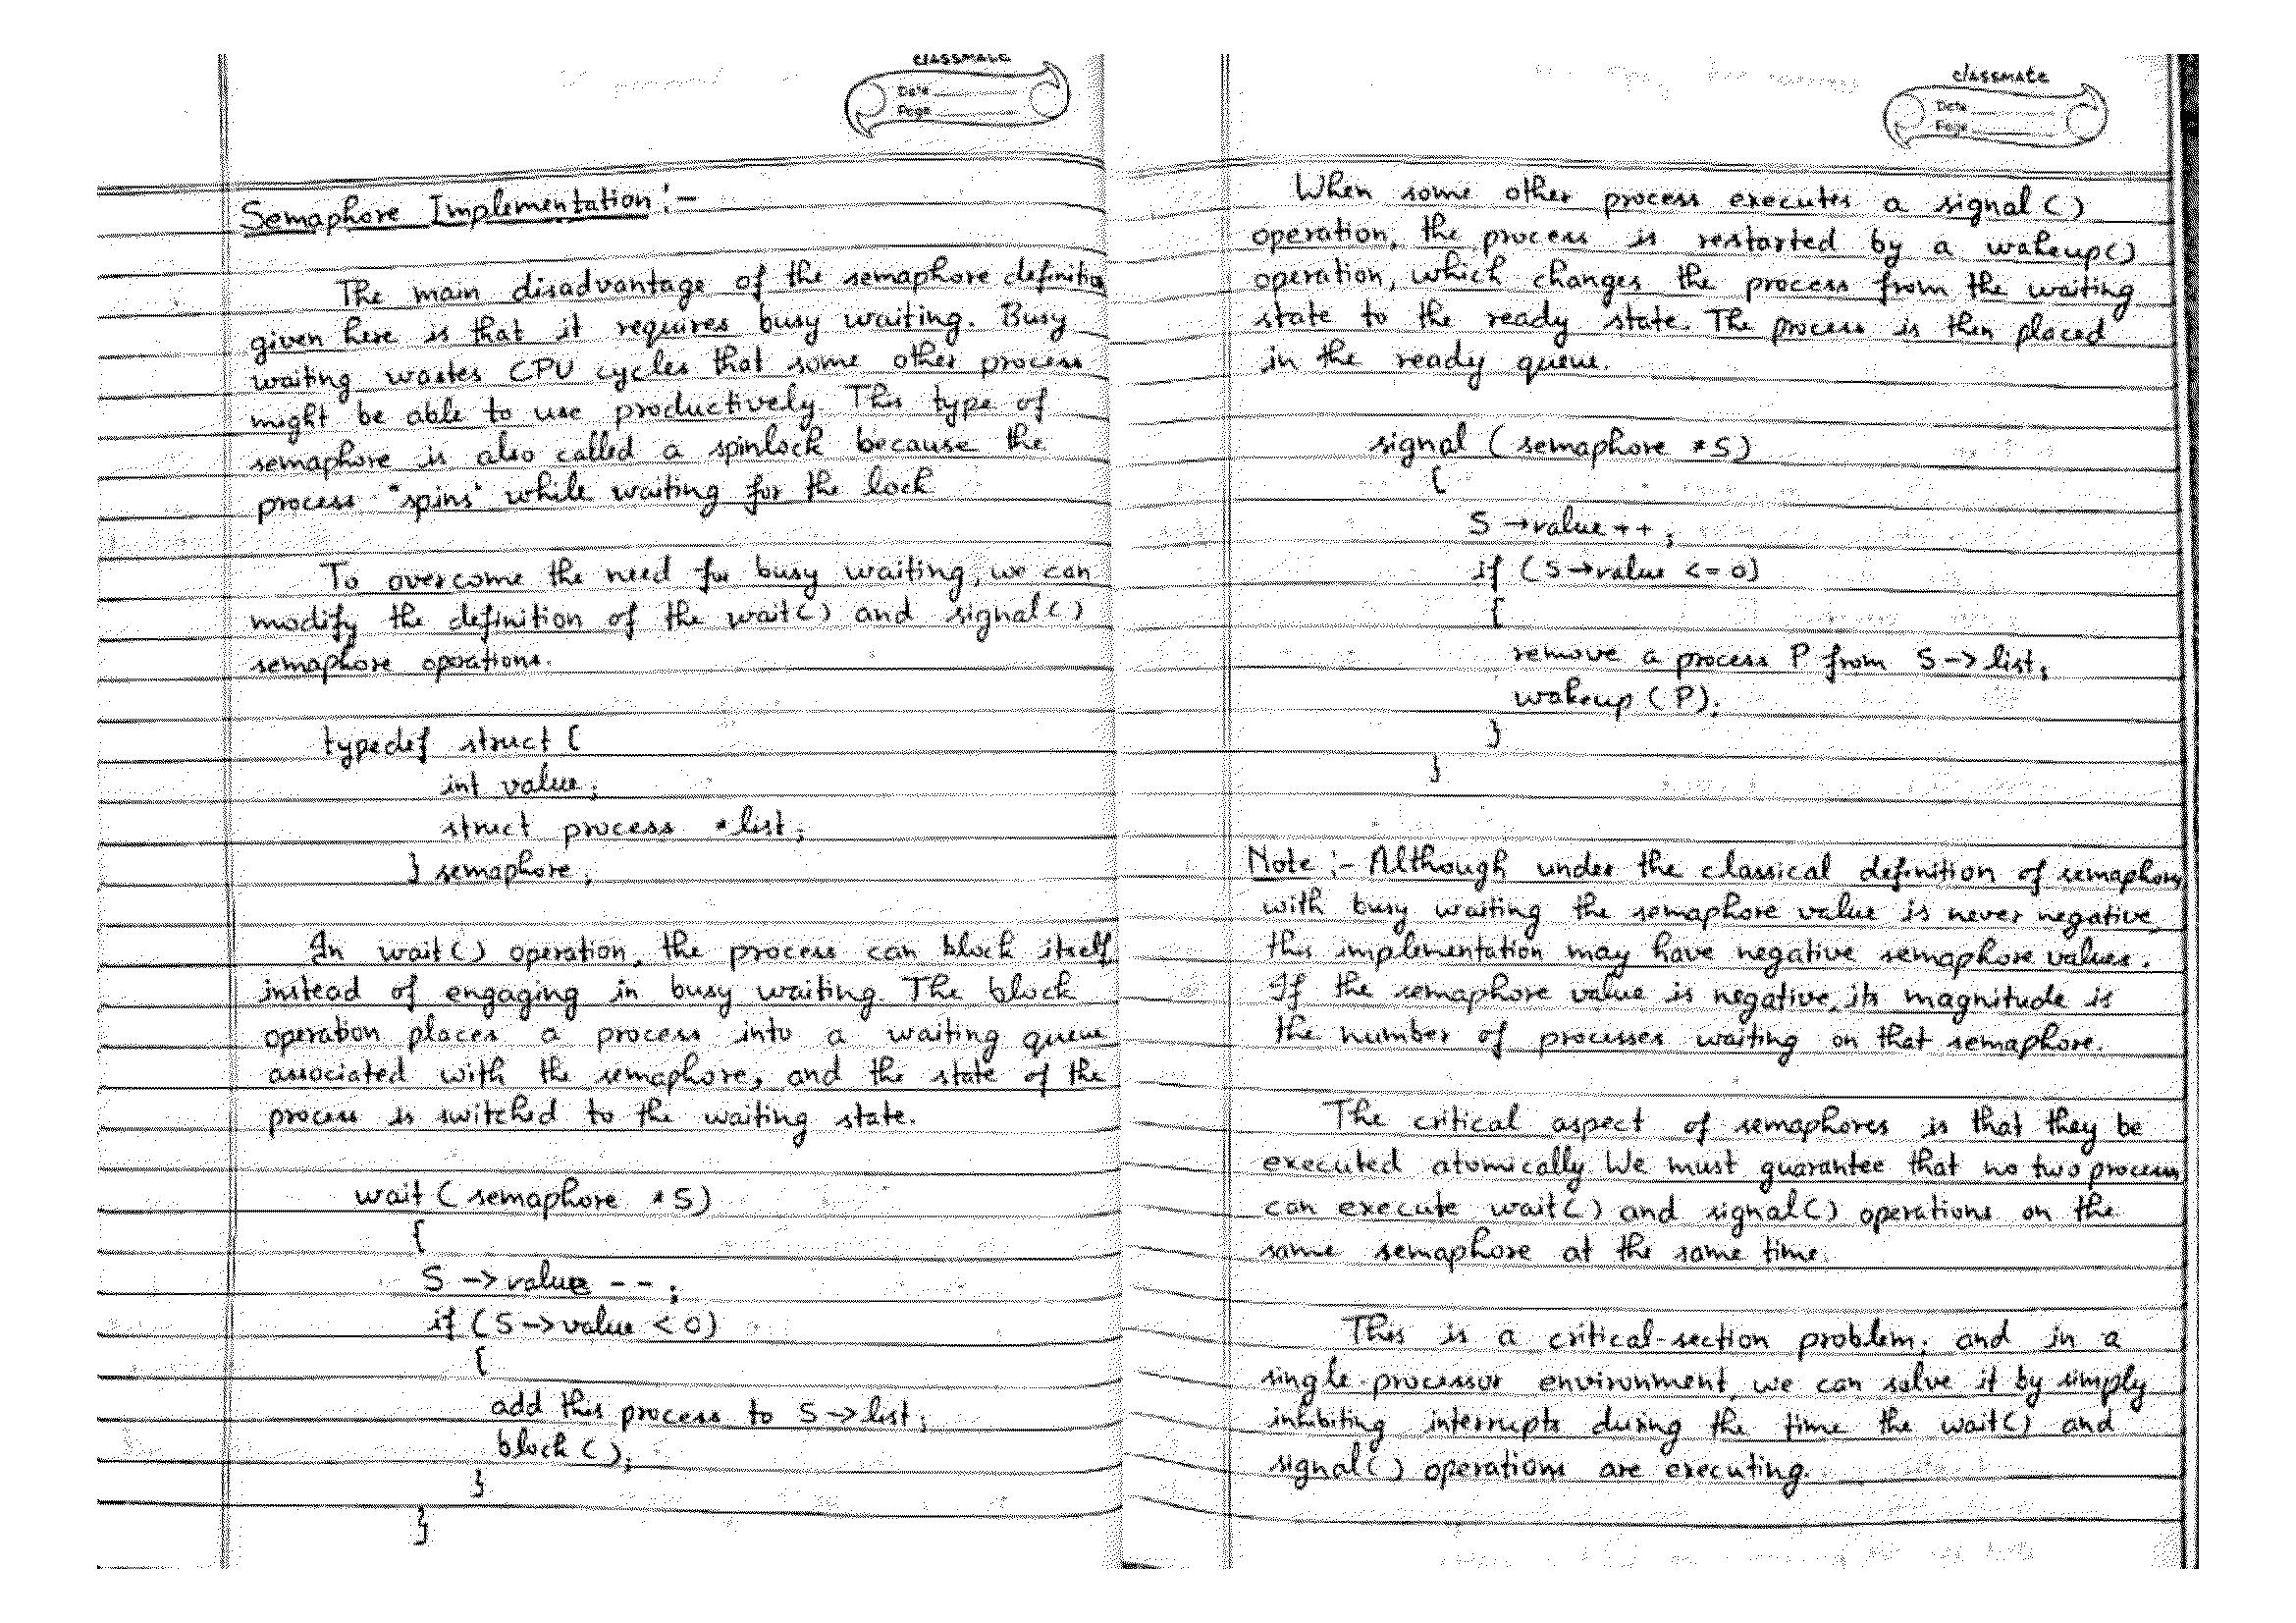 classmate
Date
Page
Semaphore Implementation :-
The main disadvantage of the semaphore definitio
given here is that it requires busy waiting. Busy
waiting wastes CPU cycles that some other process
might be able to use productively. This type of
semaphore is also called a spinlock because the
process "spins" while waiting for the lock
To overcome the need for busy waiting, we can
modify the definition of the wait() and signal()
semaphore operations.
typedef struct {
int value;
struct process *list;
} semaphore;
In wait() operation, the process can block itself
instead of engaging in busy waiting. The block
operation places a process into a waiting queue
associated with the semaphore, and the state of the
process is switched to the waiting state.
wait ( semaphore *S)
{
S -> value --;
if (S -> value < 0)
{
add this process to S -> list;
block ();
}
}
classmate
Date
Page
When some other process executes a signal()
operation, the process is restarted by a wakeup()
operation, which changes the process from the waiting
state to the ready state. The process is then placed
in the ready queue.
signal ( semaphore *S)
{
S -> value ++;
if (S -> value <= 0)
{
remove a process P from S -> list;
wakeup (P);
}
}
Note :- Although under the classical definition of semaphore
with busy waiting the semaphore value is never negative,
this implementation may have negative semaphore values.
If the semaphore value is negative, its magnitude is
the number of processes waiting on that semaphore.
The critical aspect of semaphores is that they be
executed atomically. We must guarantee that no two process
can execute wait() and signal() operations on the
same semaphore at the same time.
This is a critical-section problem; and in a
single-processor environment, we can solve it by simply
inhibiting interrupts during the time the wait() and
signal() operations are executing.